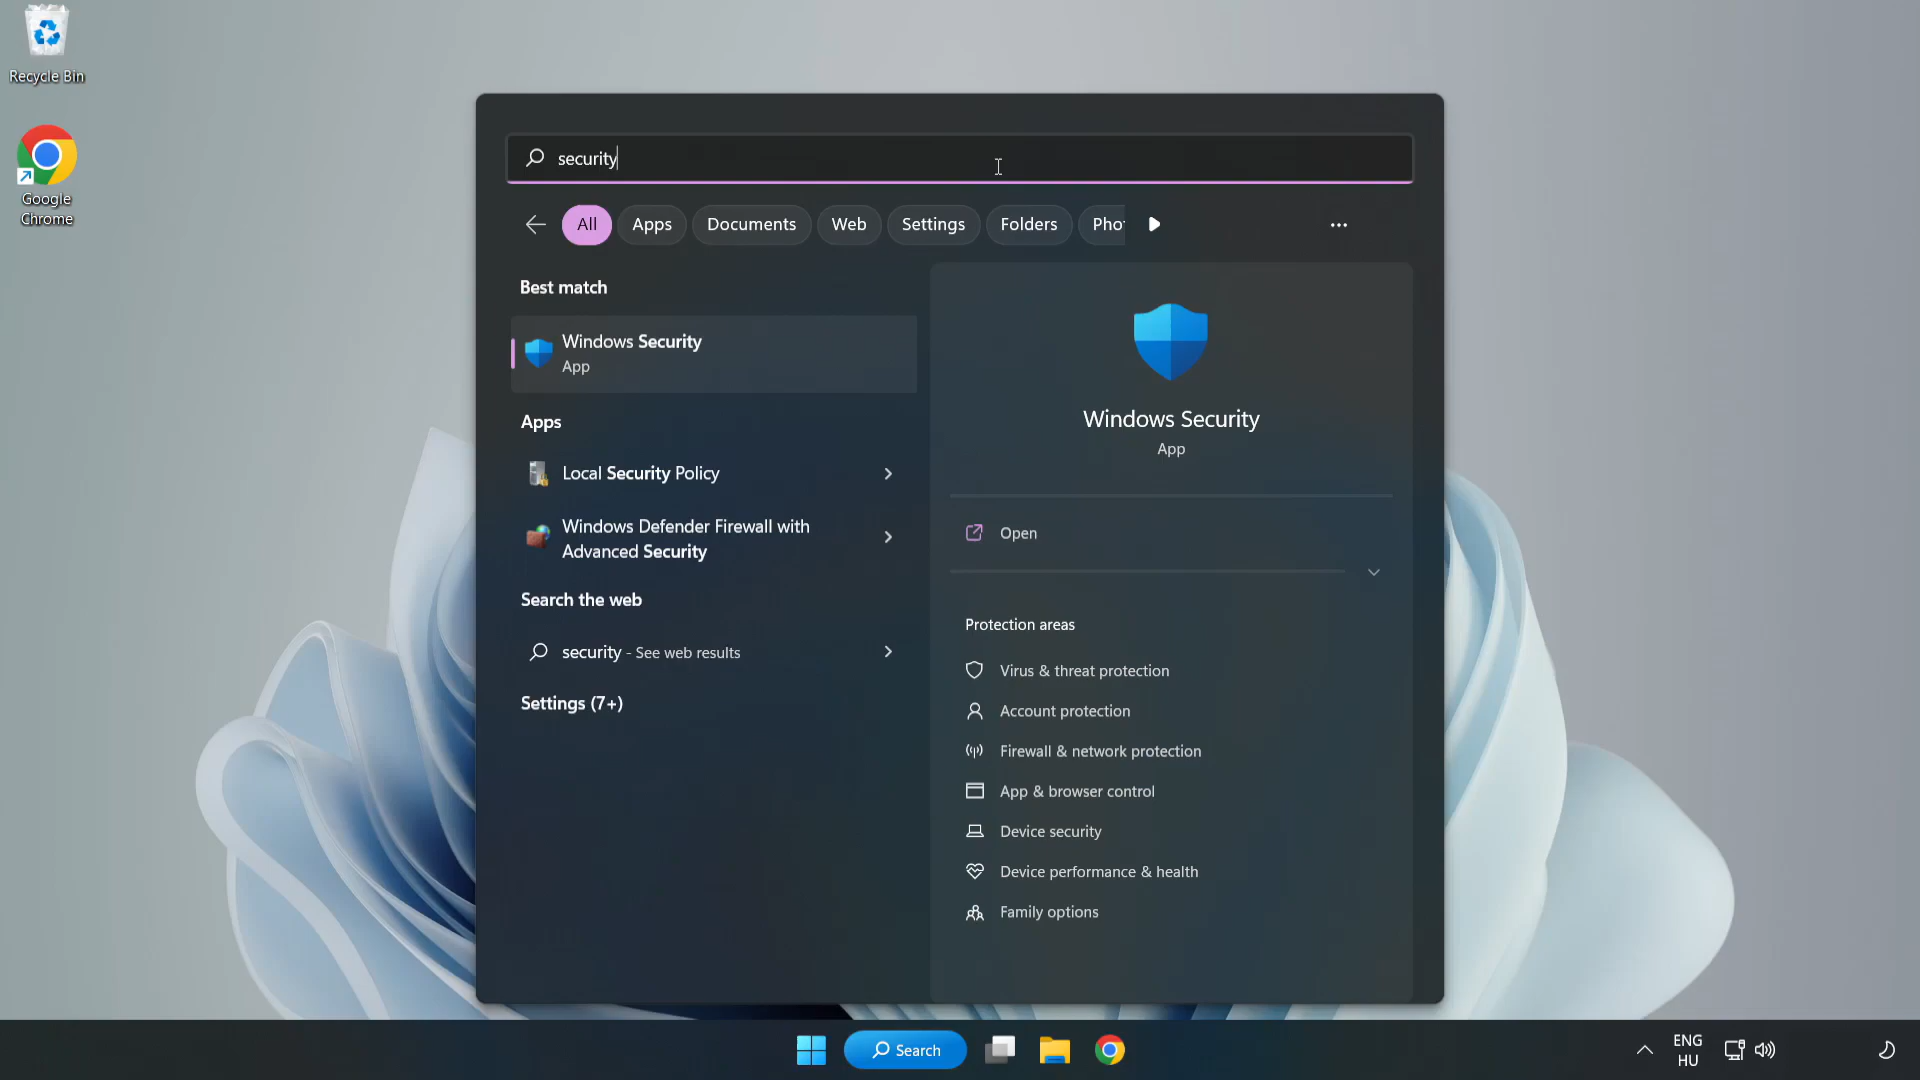 Recycle Bin
Google
Chrome
security
All
Apps
Documents
Web
Settings
Folders
Pho
Best match
Windows Security
App
Apps
Local Security Policy
Windows Defender Firewall with
Advanced Security
Search the web
security - See web results
Settings (7+)
Windows Security
App
Open
Protection areas
Virus & threat protection
Account protection
Firewall & network protection
App & browser control
Device security
Device performance & health
Family options
Search
ENG
HU